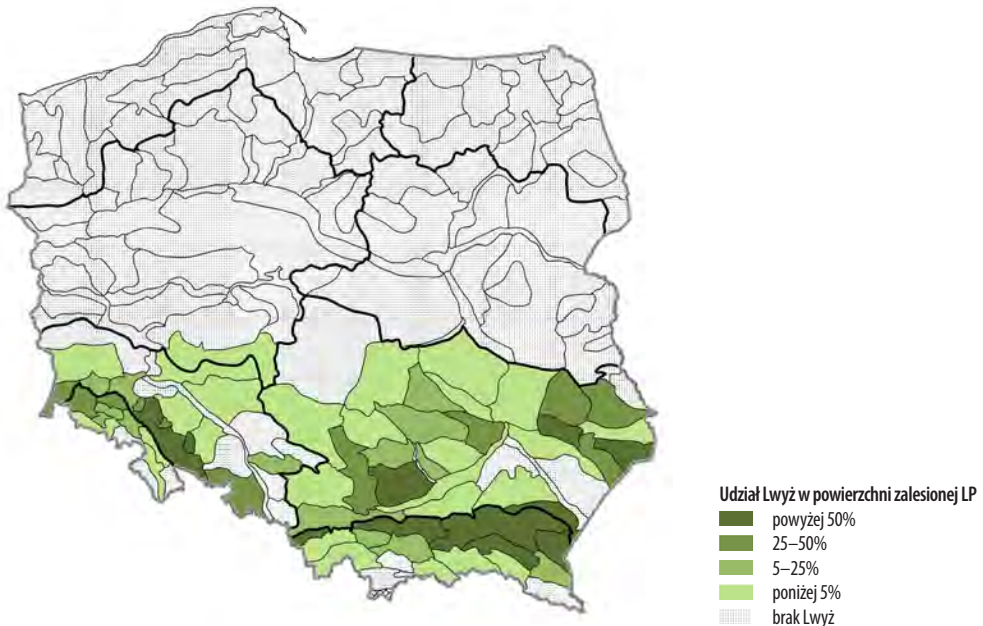 Udział Lwyż w powierzchni zalesionej LP
powyżej 50%
25–50%
5–25%
poniżej 5%
brak Lwyż